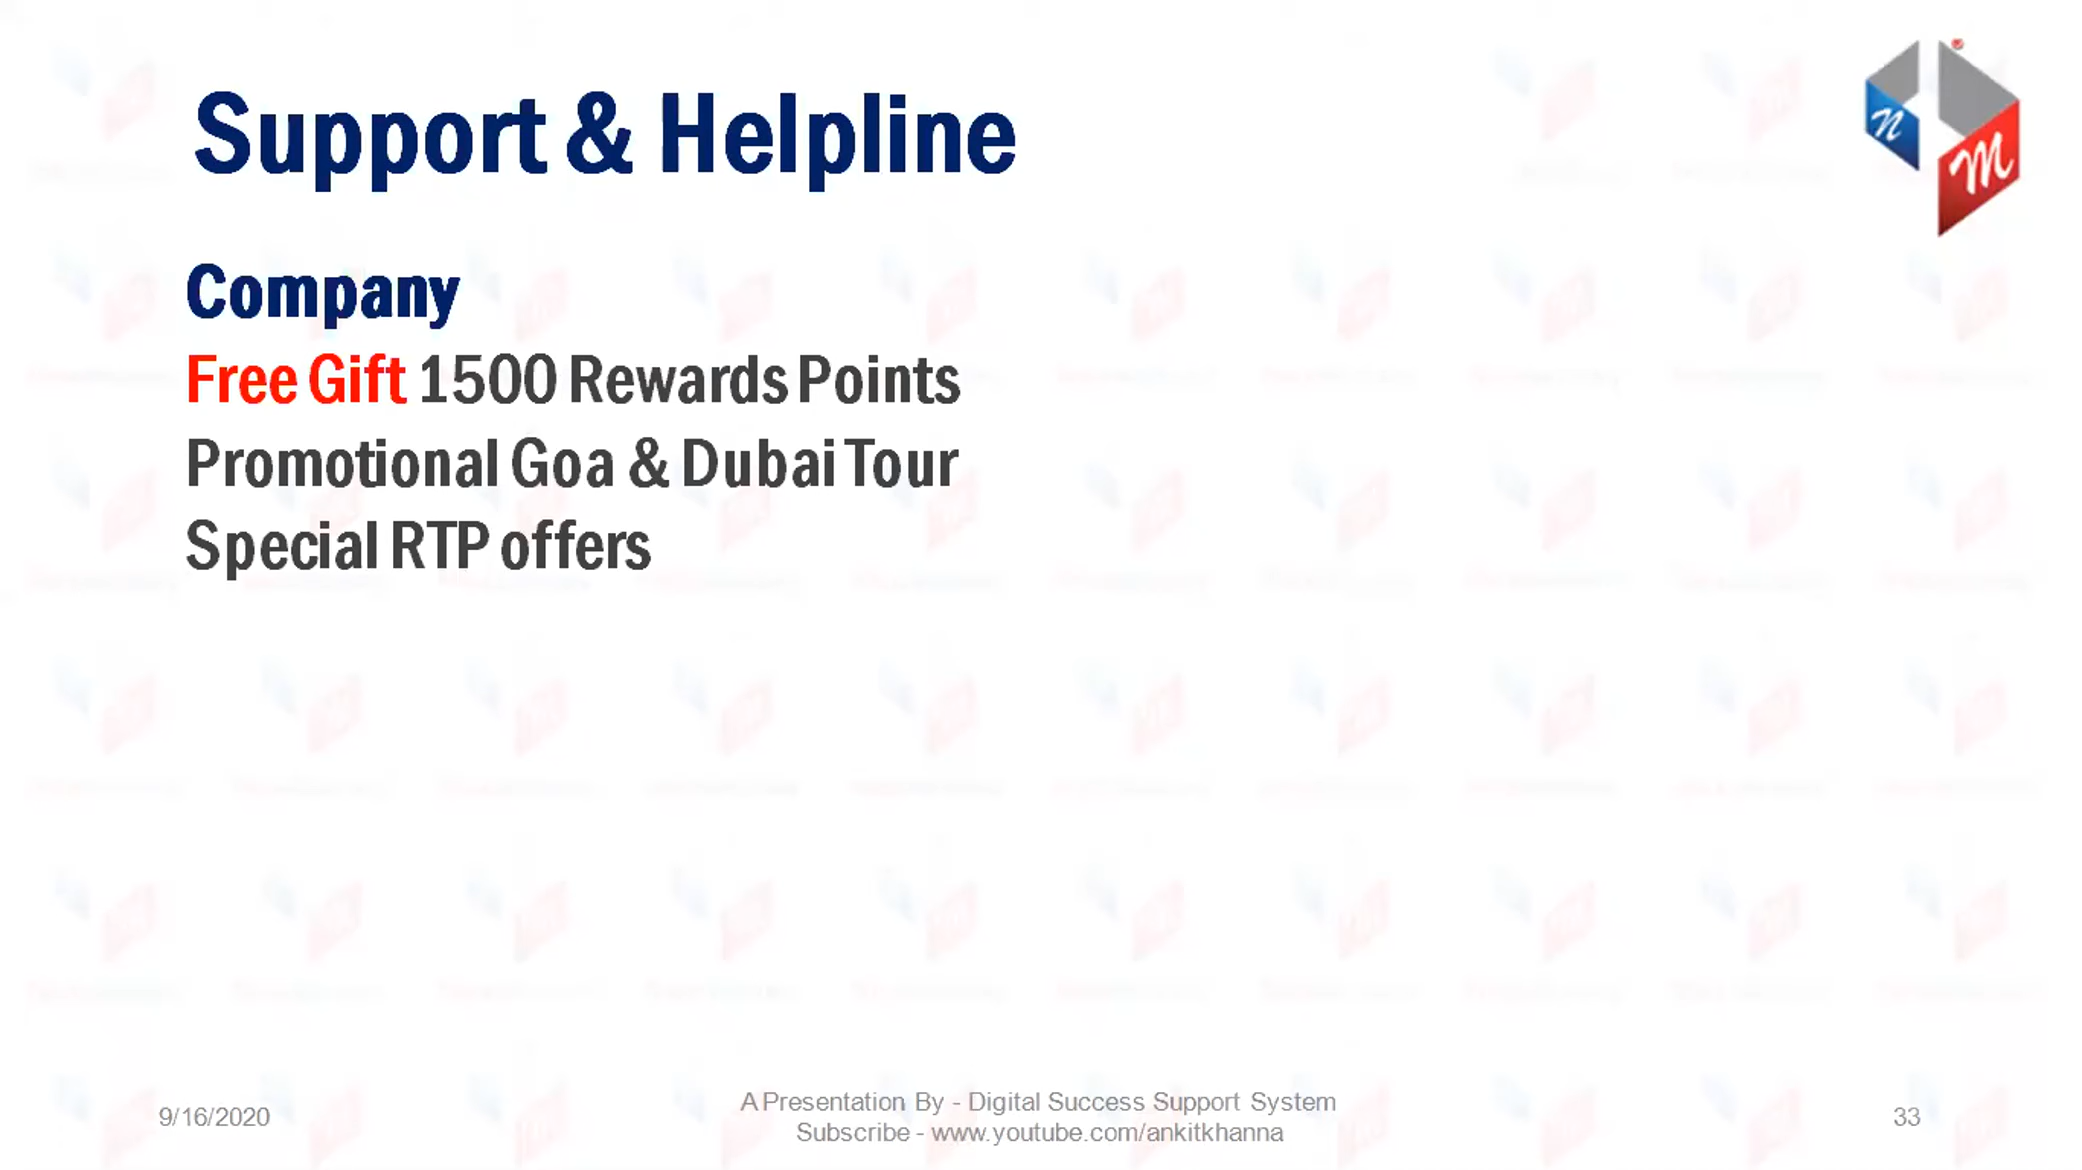 Support & Helpline
n
M
Company
Free Gift 1500 Rewards Points
Promotional Goa & Dubai Tour
Special RTP offers
9/16/2020
A Presentation By - Digital Success Support System
Subscribe - www.youtube.com/ankitkhanna
33